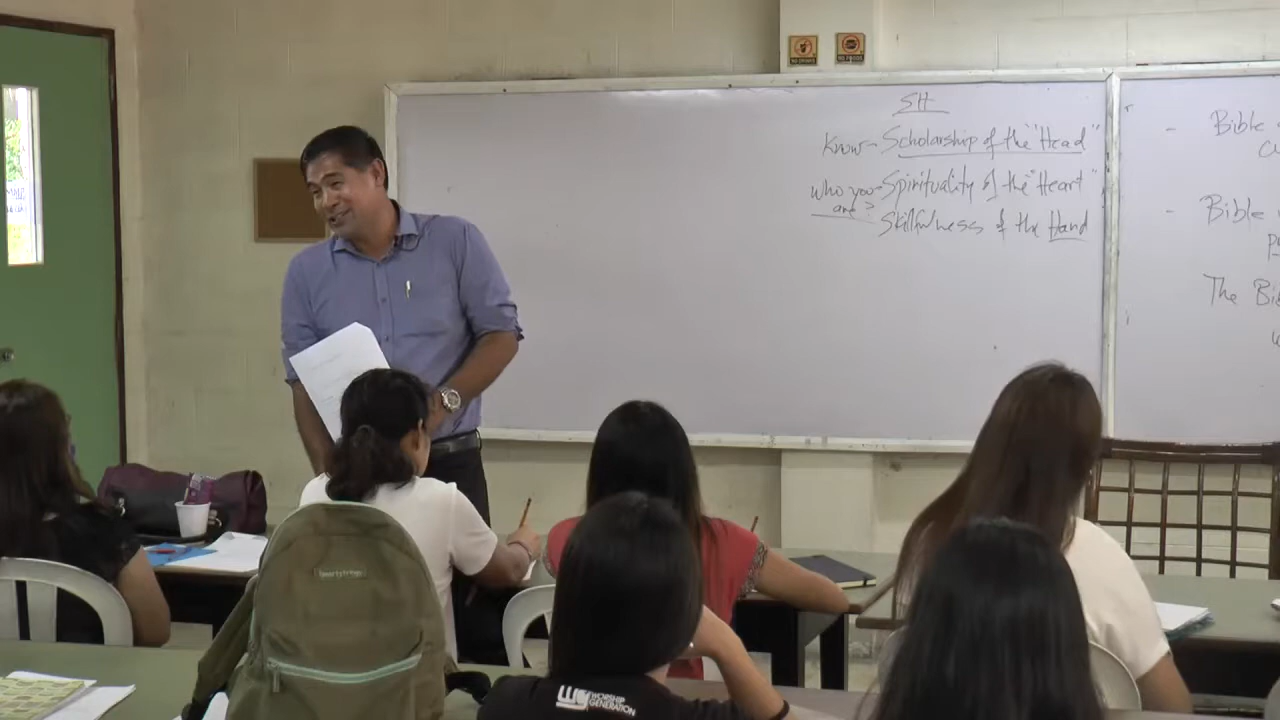 SH
Know- Scholarship of the "Head"
who you- Spirituality of the "Heart"
are?
Skillfulness of the Hand
- Bible
- Bible
The
WG WORSHIP
GENERATION